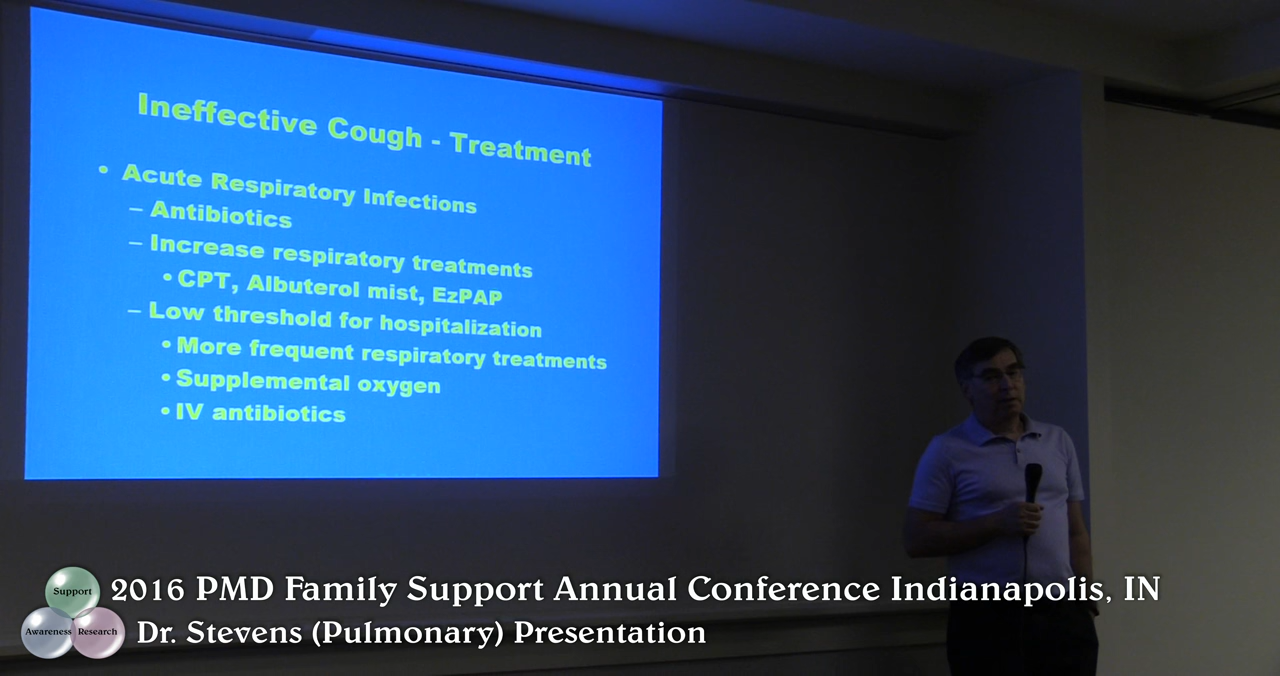 Ineffective Cough - Treatment
• Acute Respiratory Infections
– Antibiotics
– Increase respiratory treatments
• CPT, Albuterol mist, EzPAP
– Low threshold for hospitalization
• More frequent respiratory treatments
• Supplemental oxygen
• IV antibiotics
Support
Awareness Research
2016 PMD Family Support Annual Conference Indianapolis, IN
Dr. Stevens (Pulmonary) Presentation